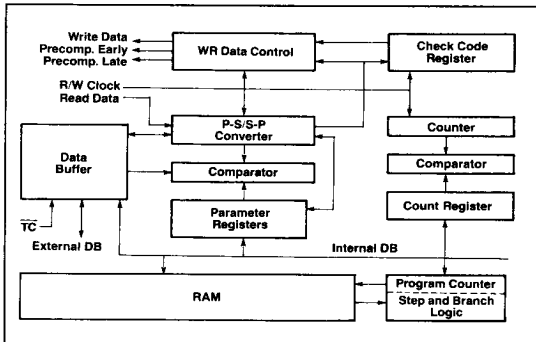 Write Data
Precomp. Early
Precomp. Late
WR Data Control
Check Code
Register
R/W Clock
Read Data
P-S/S-P
Converter
Counter
Data
Buffer
Comparator
Comparator
Parameter
Registers
Count Register
TC
External DB
Internal DB
RAM
Program Counter
Step and Branch
Logic